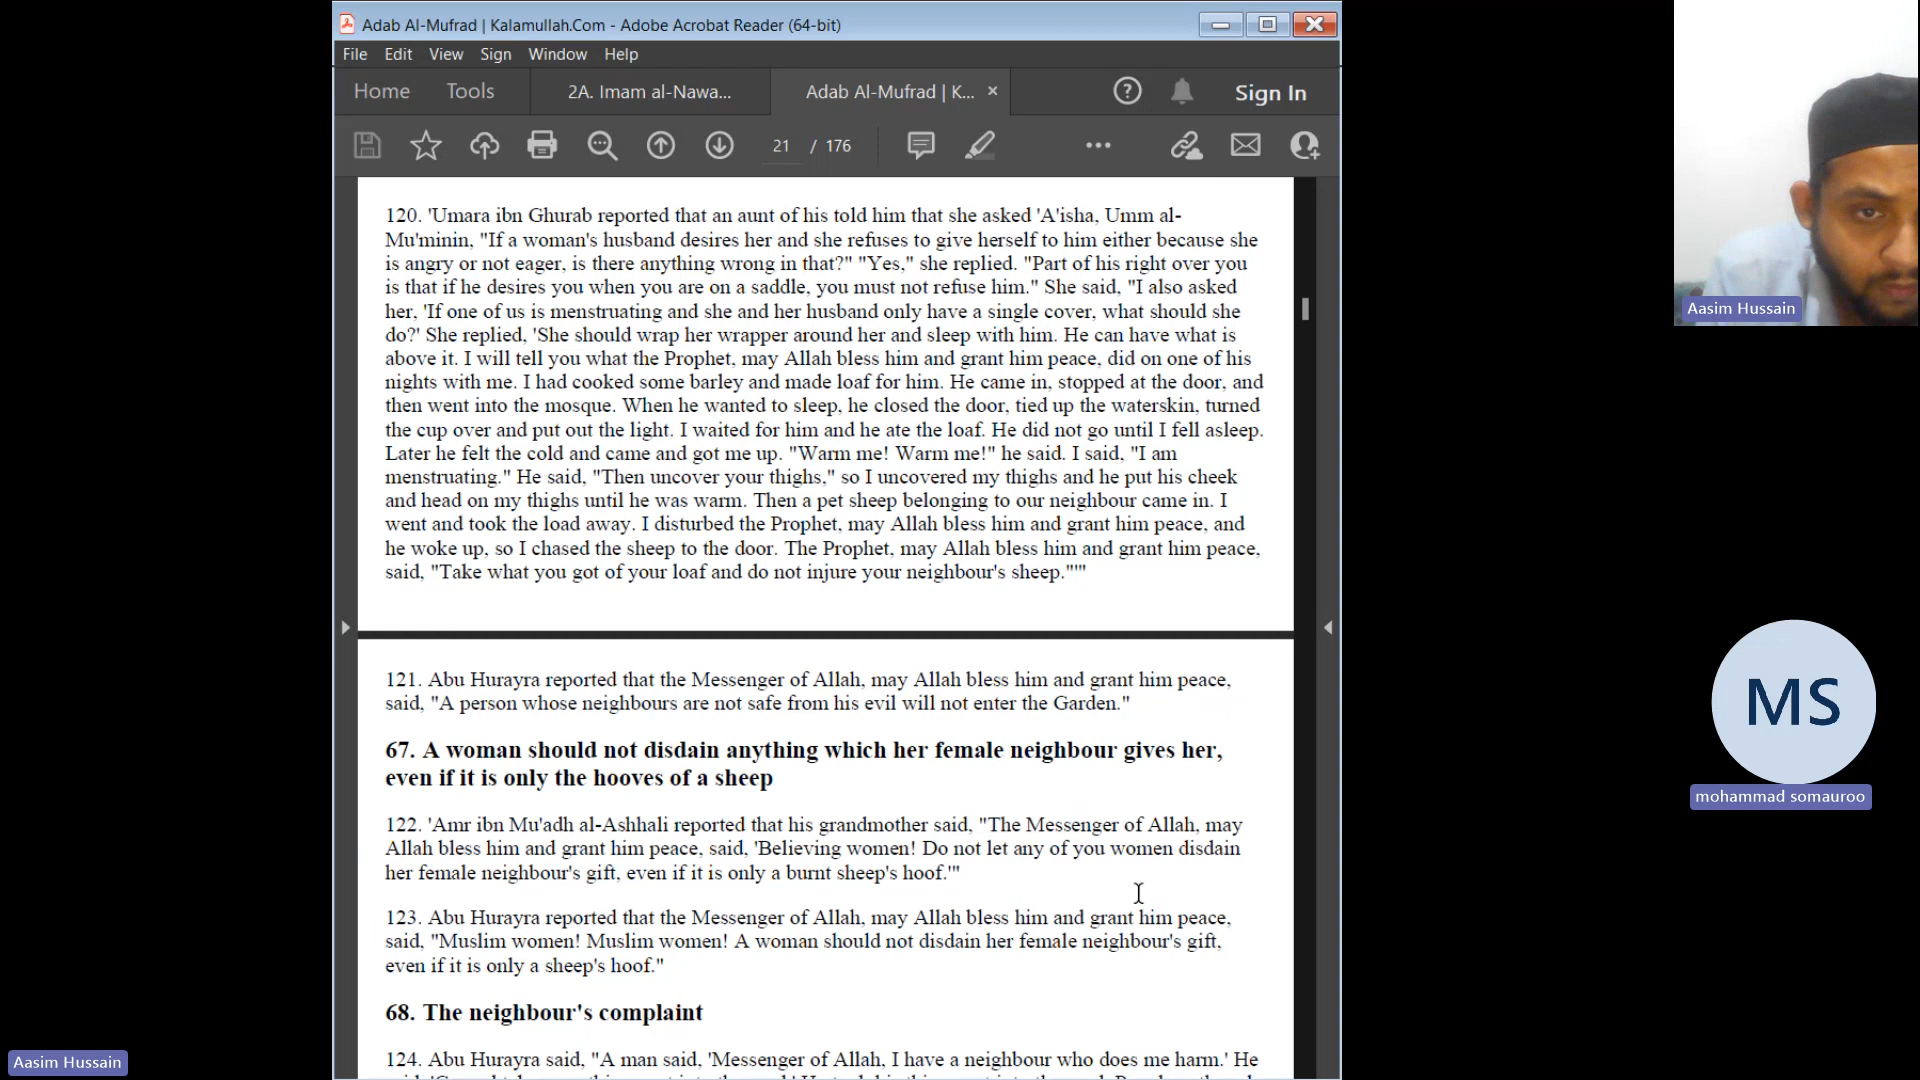 Adab Al-Mufrad | Kalamullah.Com - Adobe Acrobat Reader (64-bit)
File Edit View Sign Window Help
Home Tools 2A. Imam al-Nawa... Adab Al-Mufrad | K... × Sign In
21 / 176
120. 'Umara ibn Ghurab reported that an aunt of his told him that she asked 'A'isha, Umm al-
Mu'minin, "If a woman's husband desires her and she refuses to give herself to him either because she
is angry or not eager, is there anything wrong in that?" "Yes," she replied. "Part of his right over you
is that if he desires you when you are on a saddle, you must not refuse him." She said, "I also asked
her, 'If one of us is menstruating and she and her husband only have a single cover, what should she
do?' She replied, 'She should wrap her wrapper around her and sleep with him. He can have what is
above it. I will tell you what the Prophet, may Allah bless him and grant him peace, did on one of his
nights with me. I had cooked some barley and made loaf for him. He came in, stopped at the door, and
then went into the mosque. When he wanted to sleep, he closed the door, tied up the waterskin, turned
the cup over and put out the light. I waited for him and he ate the loaf. He did not go until I fell asleep.
Later he felt the cold and came and got me up. "Warm me! Warm me!" he said. I said, "I am
menstruating." He said, "Then uncover your thighs," so I uncovered my thighs and he put his cheek
and head on my thighs until he was warm. Then a pet sheep belonging to our neighbour came in. I
went and took the load away. I disturbed the Prophet, may Allah bless him and grant him peace, and
he woke up, so I chased the sheep to the door. The Prophet, may Allah bless him and grant him peace,
said, "Take what you got of your loaf and do not injure your neighbour's sheep."'"
121. Abu Hurayra reported that the Messenger of Allah, may Allah bless him and grant him peace,
said, "A person whose neighbours are not safe from his evil will not enter the Garden."
67. A woman should not disdain anything which her female neighbour gives her,
even if it is only the hooves of a sheep
122. 'Amr ibn Mu'adh al-Ashhali reported that his grandmother said, "The Messenger of Allah, may
Allah bless him and grant him peace, said, 'Believing women! Do not let any of you women disdain
her female neighbour's gift, even if it is only a burnt sheep's hoof.'"
123. Abu Hurayra reported that the Messenger of Allah, may Allah bless him and grant him peace,
said, "Muslim women! Muslim women! A woman should not disdain her female neighbour's gift,
even if it is only a sheep's hoof."
68. The neighbour's complaint
124. Abu Hurayra said, "A man said, 'Messenger of Allah, I have a neighbour who does me harm.' He
Aasim Hussain
MS
mohammad somauroo
Aasim Hussain